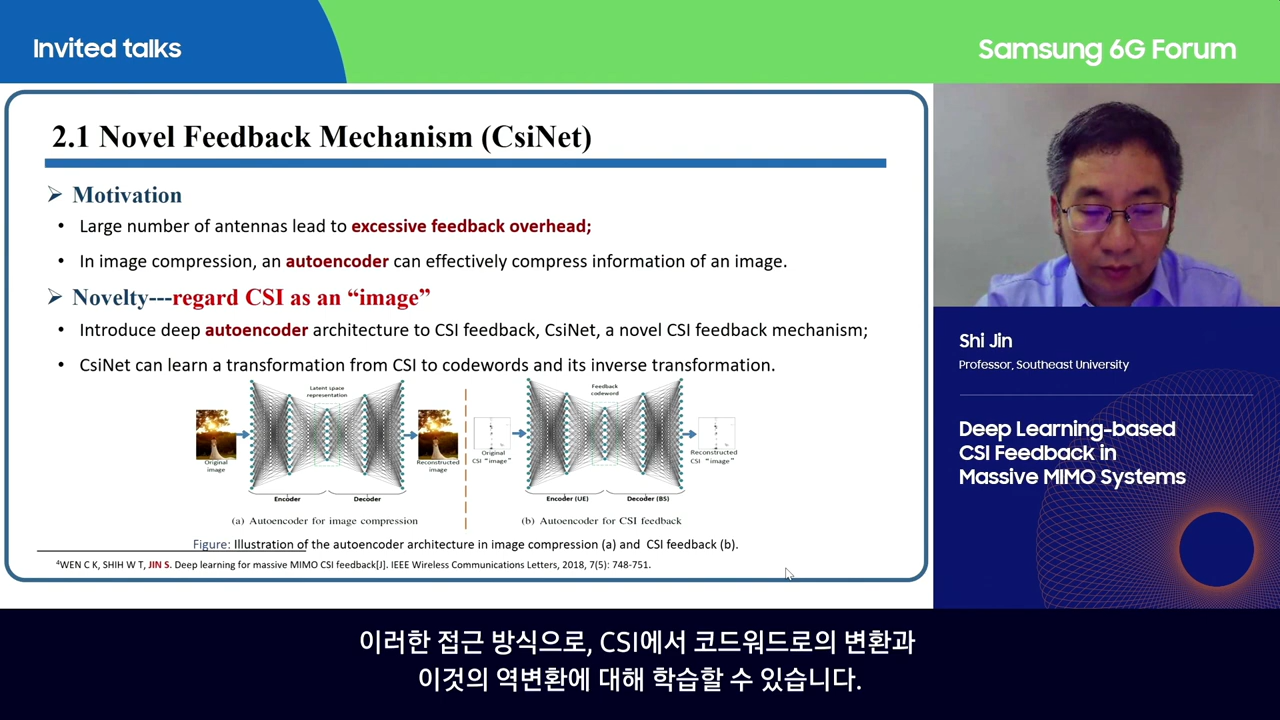 Invited talks
Samsung 6G Forum
2.1 Novel Feedback Mechanism (CsiNet)
➢ Motivation
• Large number of antennas lead to excessive feedback overhead;
• In image compression, an autoencoder can effectively compress information of an image.
➢ Novelty---regard CSI as an “image”
• Introduce deep autoencoder architecture to CSI feedback, CsiNet, a novel CSI feedback mechanism;
• CsiNet can learn a transformation from CSI to codewords and its inverse transformation.
Latent space
representation
Original
image
Reconstructed
image
Encoder
Decoder
(a) Autoencoder for image compression
Feedback
codeword
Original
CSI “image”
Reconstructed
CSI “image”
Encoder (UE)
Decoder (BS)
(b) Autoencoder for CSI feedback
Figure: Illustration of the autoencoder architecture in image compression (a) and CSI feedback (b).
⁴WEN C K, SHIH W T, JIN S. Deep learning for massive MIMO CSI feedback[J]. IEEE Wireless Communications Letters, 2018, 7(5): 748-751.
Shi Jin
Professor, Southeast University
Deep Learning-based
CSI Feedback in
Massive MIMO Systems
이러한 접근 방식으로, CSI에서 코드워드로의 변환과
이것의 역변환에 대해 학습할 수 있습니다.